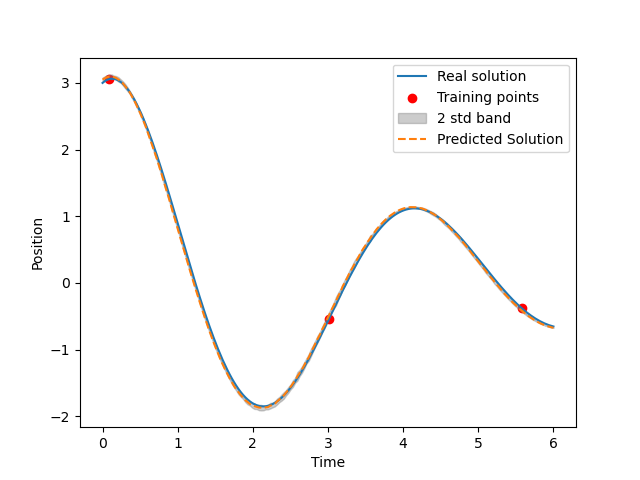 Real solution
Training points
2 std band
Predicted Solution
3
2
1
0
−1
−2
Position
0 1 2 3 4 5 6
Time